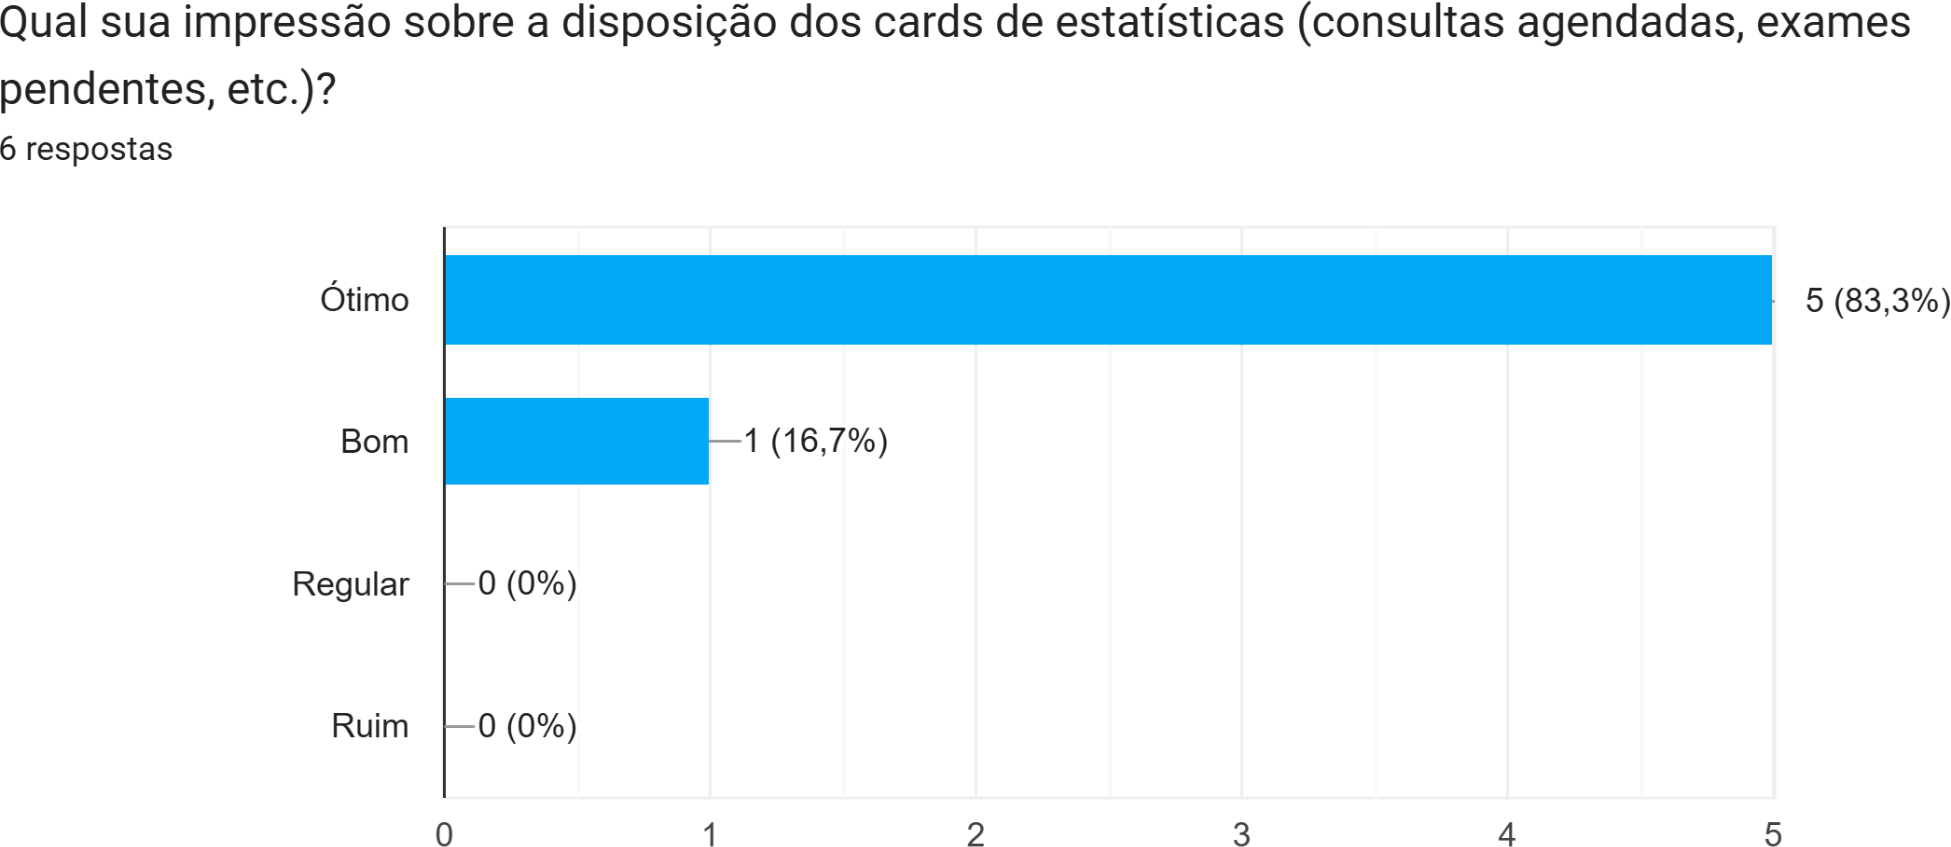 Qual sua impressão sobre a disposição dos cards de estatísticas (consultas agendadas, exames
pendentes, etc.)?
6 respostas
Ótimo
5 (83,3%)
Bom
1 (16,7%)
Regular
0 (0%)
Ruim
0 (0%)
0 1 2 3 4 5